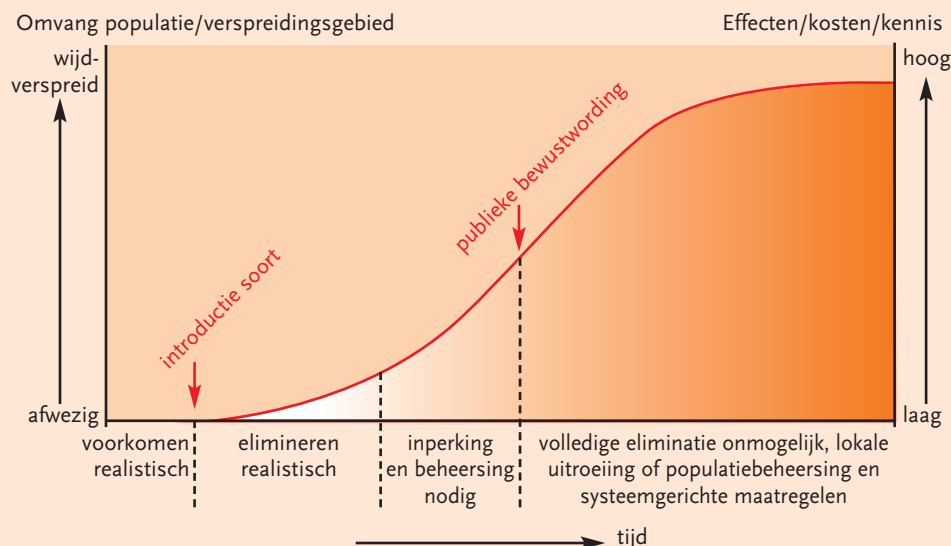 Omvang populatie/verspreidingsgebied
Effecten/kosten/kennis
wijd-
verspreid
hoog
publieke bewustwording
introductie soort
afwezig
laag
voorkomen
realistisch
elimineren
realistisch
inperking
en beheersing
nodig
volledige eliminatie onmogelijk, lokale
uitroeiing of populatiebeheersing en
systeemgerichte maatregelen
tijd